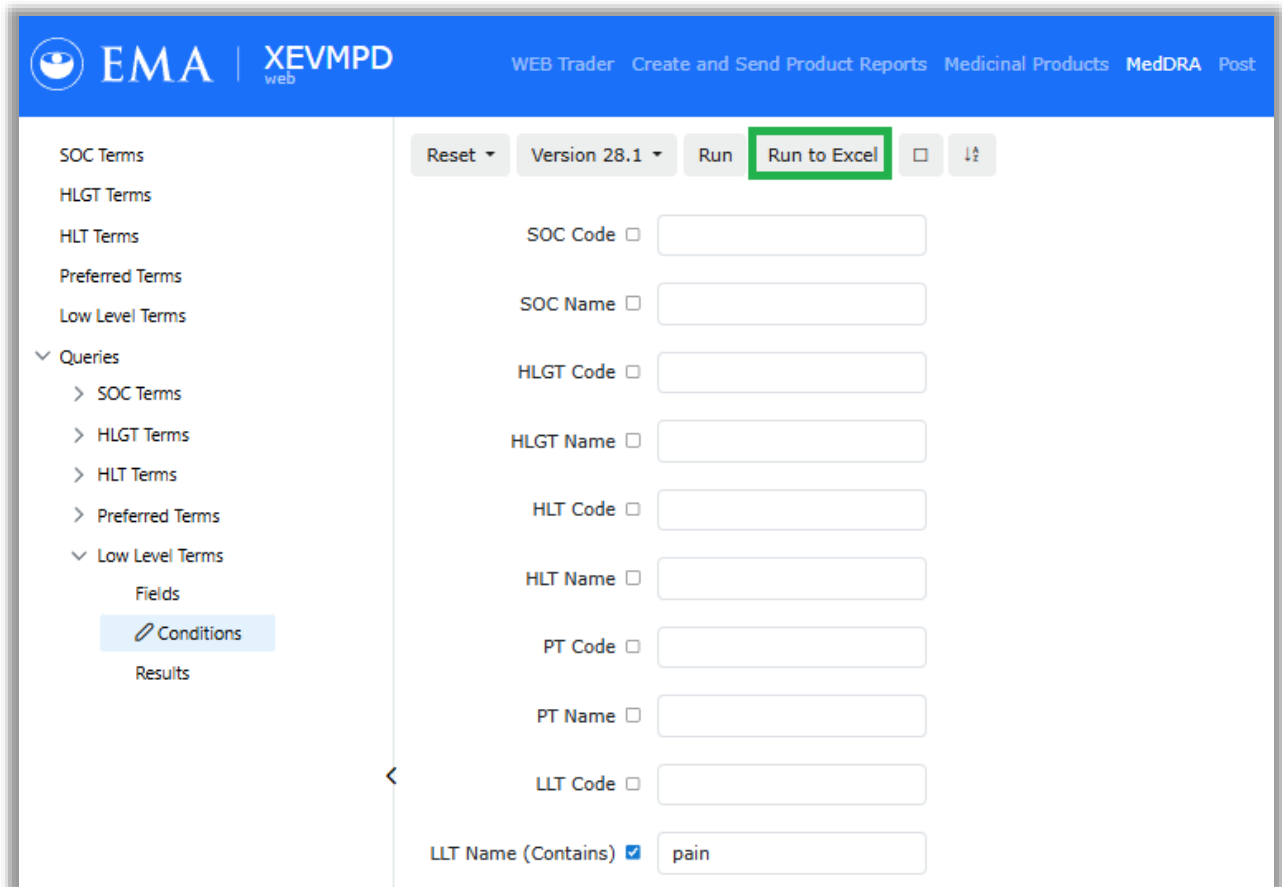 EMA XEVMPD
web
WEB Trader Create and Send Product Reports Medicinal Products MedDRA Post
SOC Terms
HLGT Terms
HLT Terms
Preferred Terms
Low Level Terms
Queries
SOC Terms
HLGT Terms
HLT Terms
Preferred Terms
Low Level Terms
Fields
Conditions
Results
Reset Version 28.1 Run Run to Excel
SOC Code
SOC Name
HLGT Code
HLGT Name
HLT Code
HLT Name
PT Code
PT Name
LLT Code
LLT Name (Contains) pain